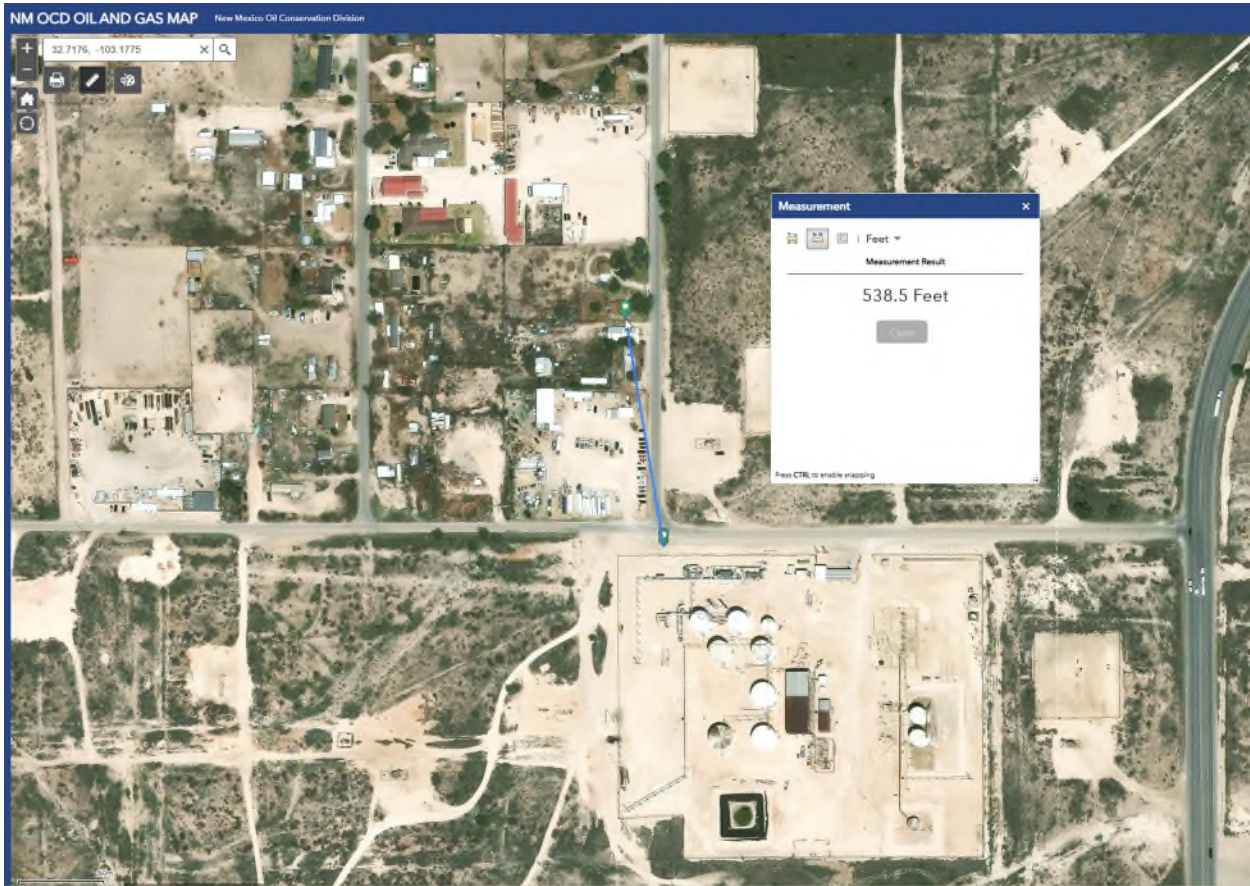 NM OCD OIL AND GAS MAP New Mexico Oil Conservation Division
32.7176, -103.1775
Measurement
Feet
Measurement Result
538.5 Feet
Clear
Press CTRL to enable snapping